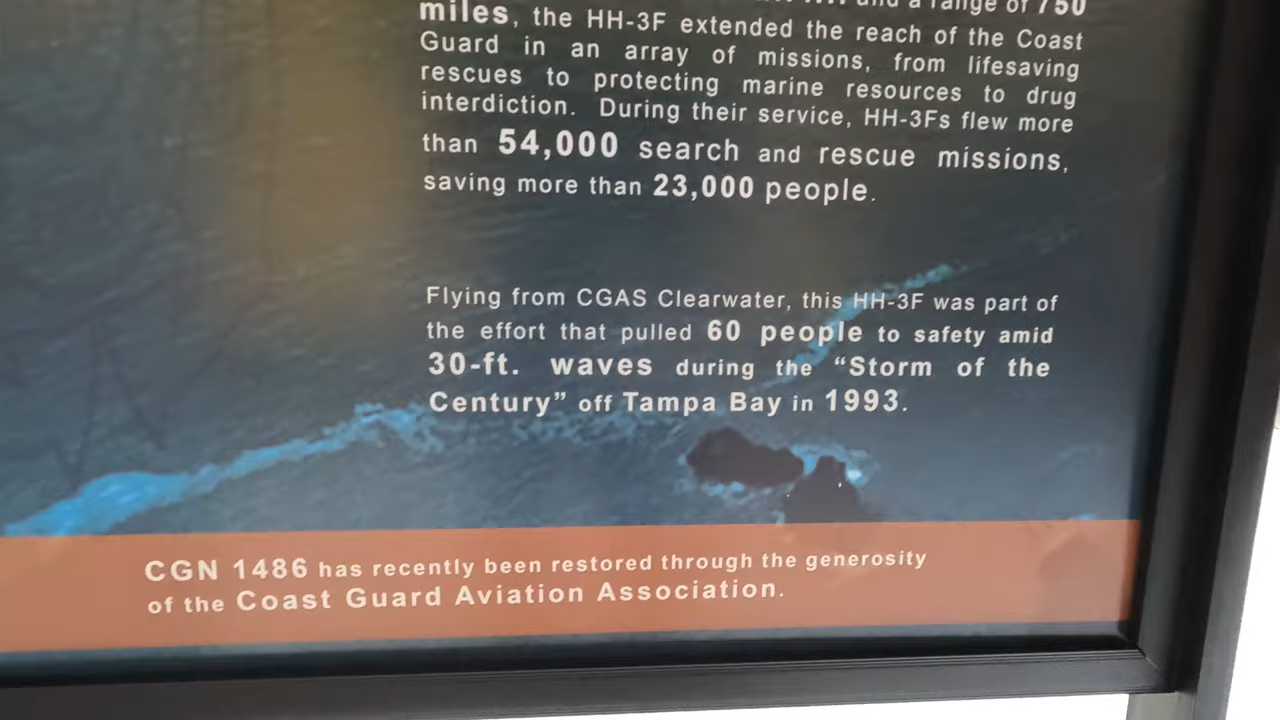 and a range of 750
miles, the HH-3F extended the reach of the Coast
Guard in an array of missions, from lifesaving
rescues to protecting marine resources to drug
interdiction. During their service, HH-3Fs flew more
than 54,000 search and rescue missions,
saving more than 23,000 people.
Flying from CGAS Clearwater, this HH-3F was part of
the effort that pulled 60 people to safety amid
30-ft. waves during the “Storm of the
Century” off Tampa Bay in 1993.
CGN 1486 has recently been restored through the generosity
of the Coast Guard Aviation Association.